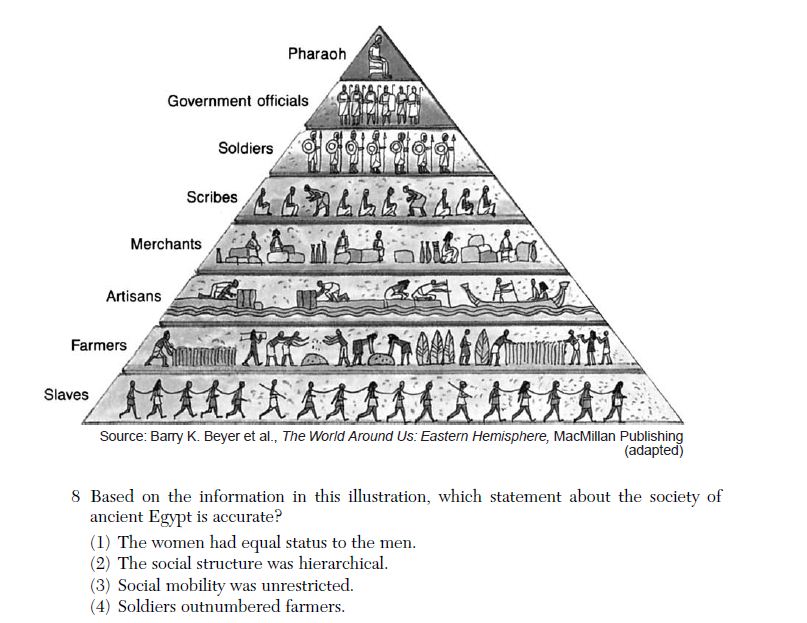 Pharaoh
Government officials
Soldiers
Scribes
Merchants
Artisans
Farmers
Slaves
Source: Barry K. Beyer et al., The World Around Us: Eastern Hemisphere, MacMillan Publishing
(adapted)
8 Based on the information in this illustration, which statement about the society of
ancient Egypt is accurate?
(1) The women had equal status to the men.
(2) The social structure was hierarchical.
(3) Social mobility was unrestricted.
(4) Soldiers outnumbered farmers.